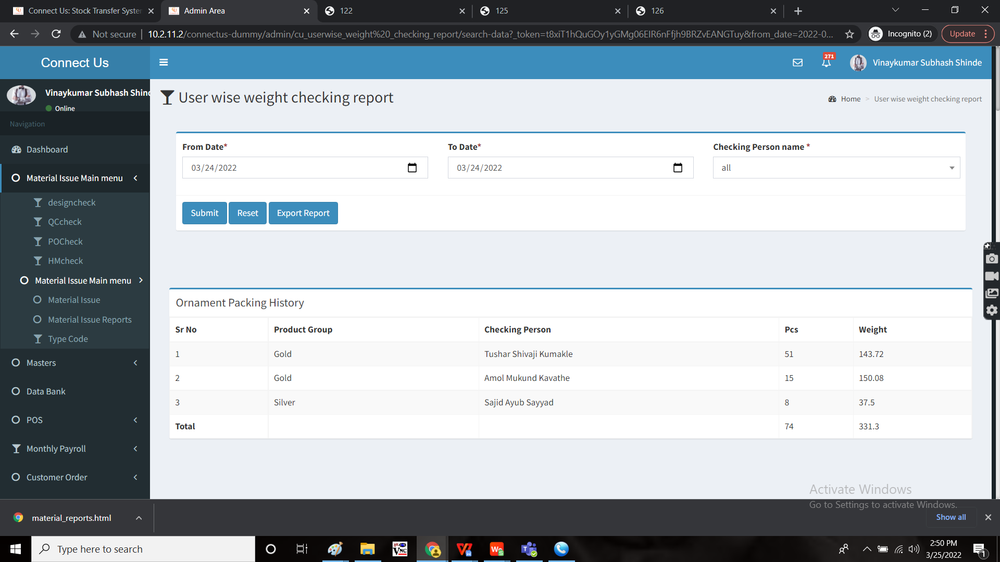 Connect Us: Stock Transfer System
Admin Area
122
125
126
Not secure
10.2.11.2/connectus-dummy/admin/cu_userwise_weight%20_checking_report/search-data?_token=t8xiT1hQuGOy1yGMg06EIR6nFfjh9BRZvEANGTuy&from_date=2022-0...
Incognito (2)
Update
Connect Us
271
Vinaykumar Subhash Shinde
Vinaykumar Subhash Shind
Online
Navigation
Dashboard
Material Issue Main menu
designcheck
QCcheck
POCheck
HMcheck
Material Issue Main menu
Material Issue
Material Issue Reports
Type Code
Masters
Data Bank
POS
Monthly Payroll
Customer Order
User wise weight checking report
Home > User wise weight checking report
From Date*
To Date*
Checking Person name *
03/24/2022
03/24/2022
all
Submit
Reset
Export Report
Ornament Packing History
Sr No Product Group Checking Person Pcs Weight
1 Gold Tushar Shivaji Kumakle 51 143.72
2 Gold Amol Mukund Kavathe 15 150.08
3 Silver Sajid Ayub Sayyad 8 37.5
Total 74 331.3
Activate Windows
Go to Settings to activate Windows.
material_reports.html
Show all
Type here to search
2:50 PM
3/25/2022
1